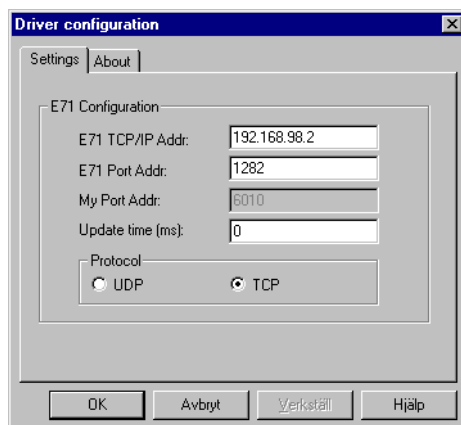 Driver configuration
Settings About
E71 Configuration
E71 TCP/IP Addr: 192.168.98.2
E71 Port Addr: 1282
My Port Addr: 6010
Update time (ms): 0
Protocol
UDP TCP
OK Avbryt Verkställ Hjälp